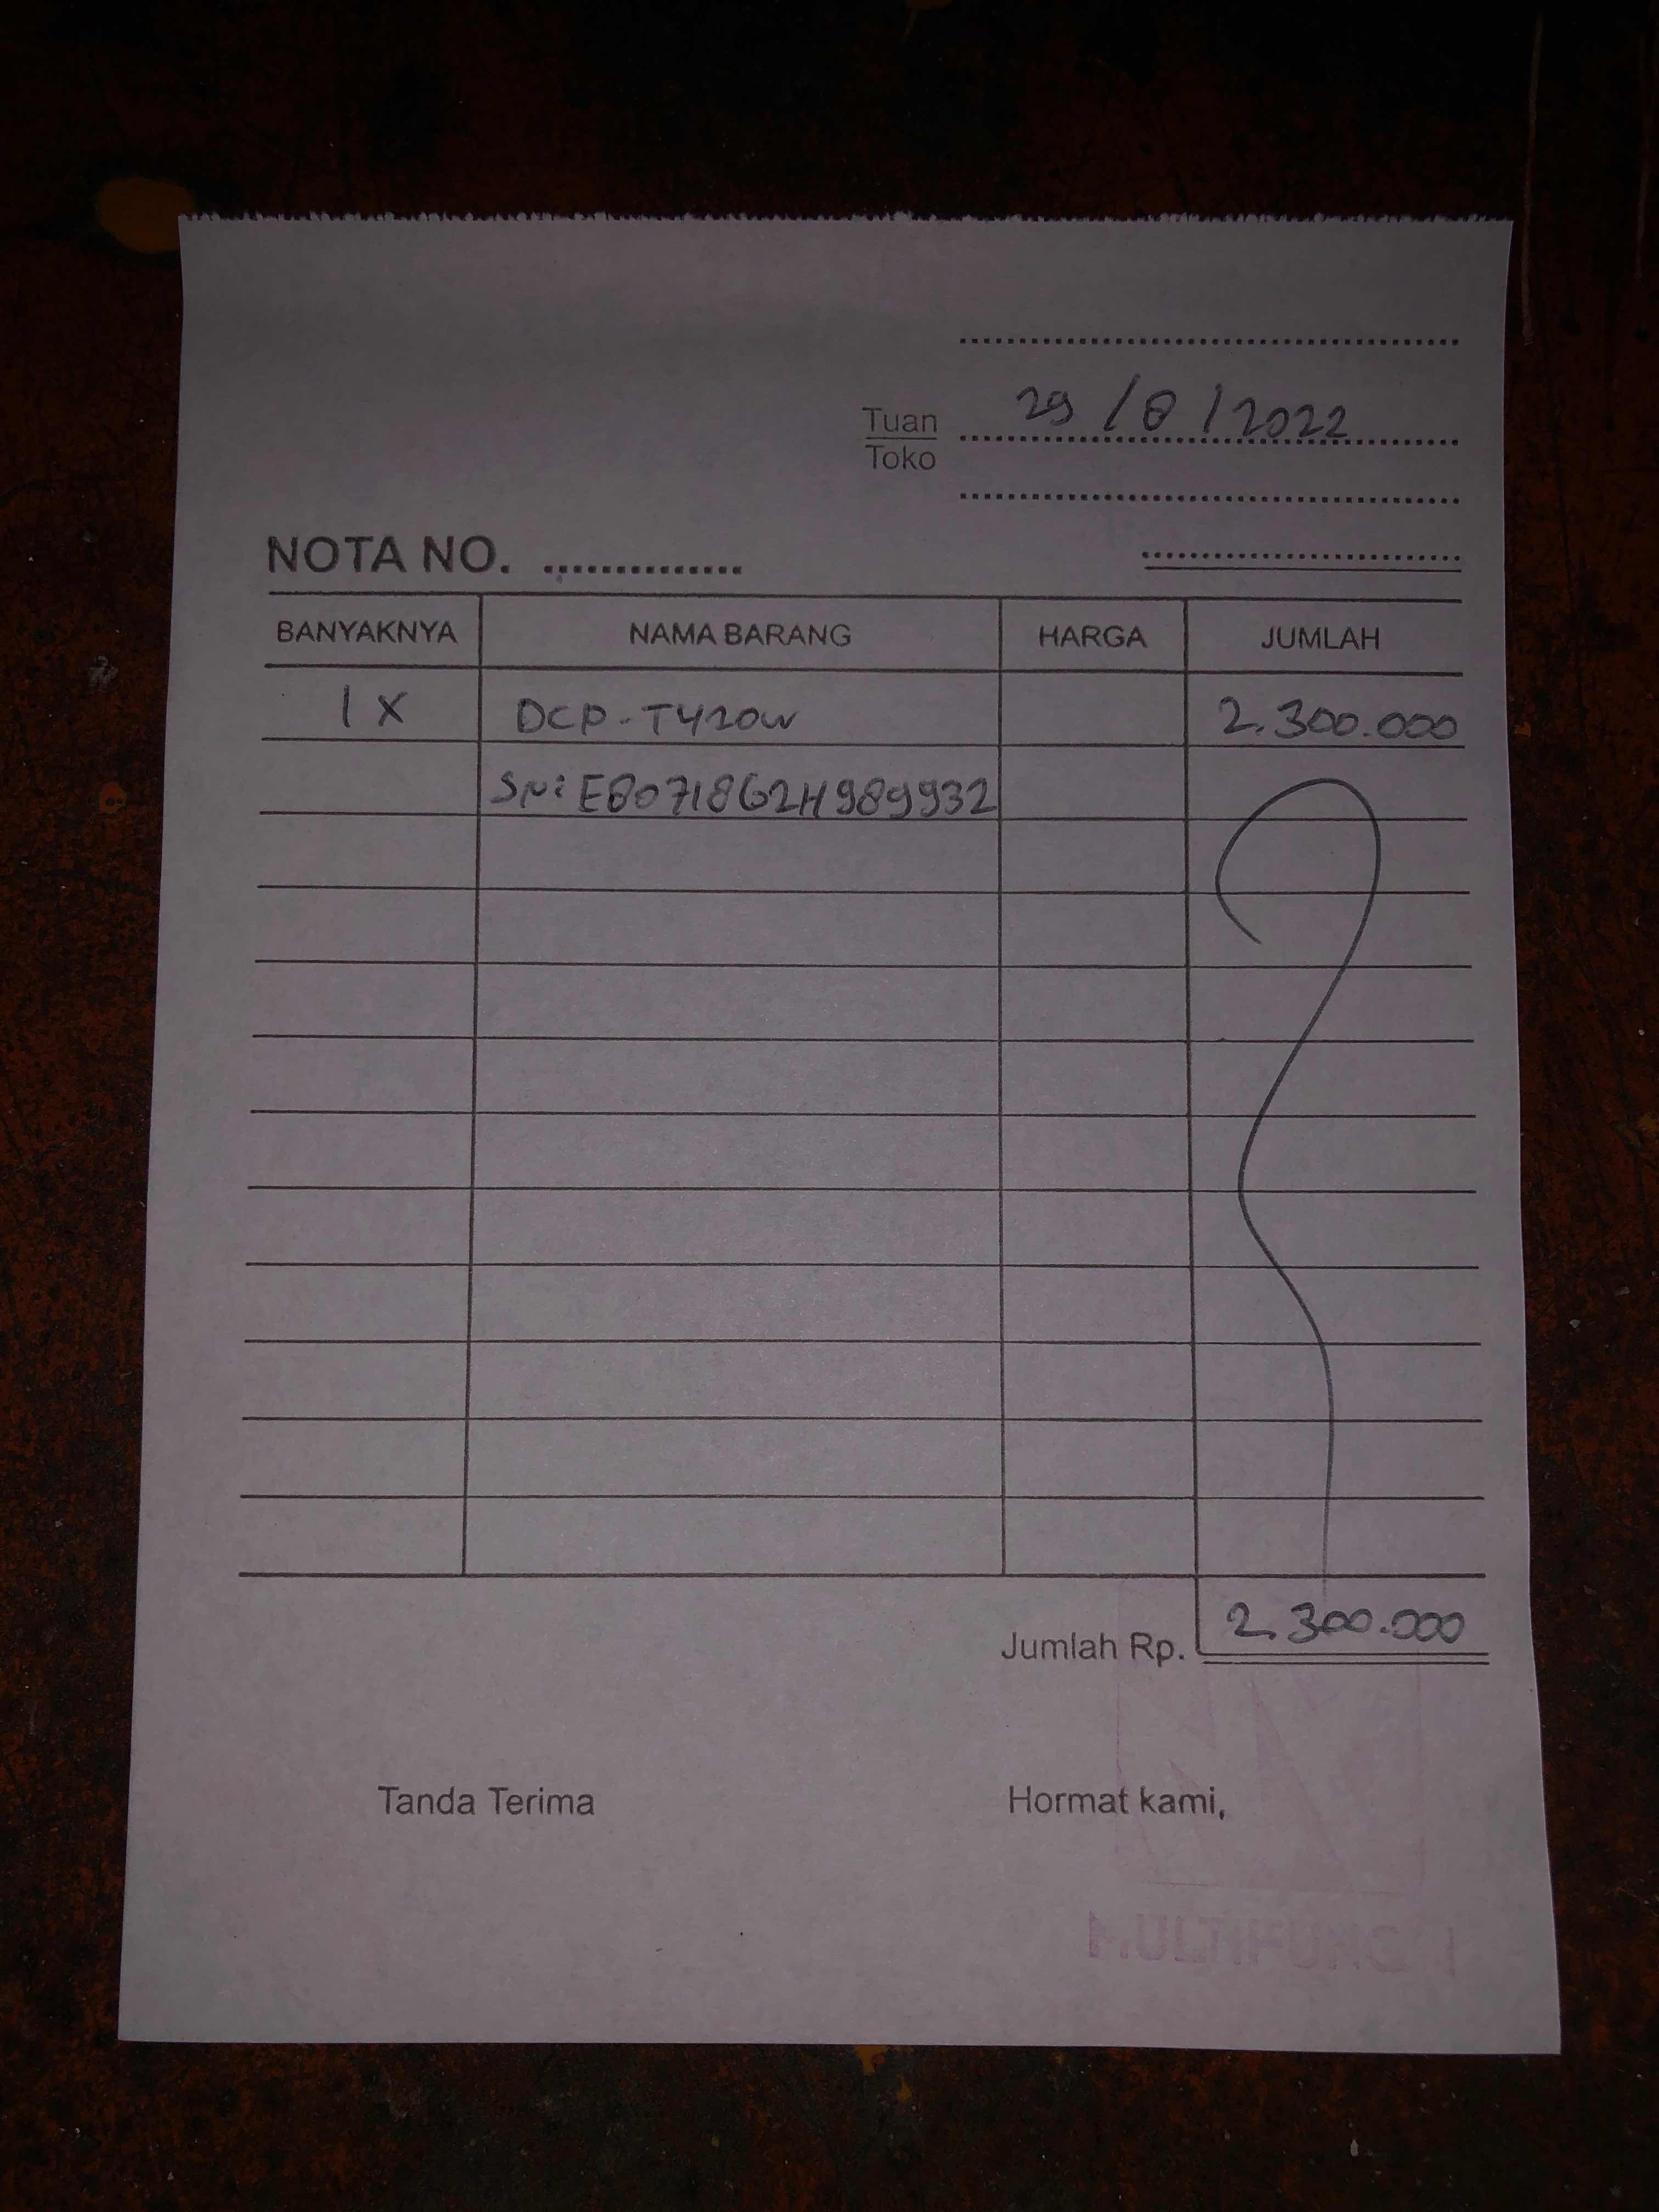 29/8/2022
Tuan
Toko
NOTA NO. ..............
BANYAKNYA NAMA BARANG HARGA JUMLAH
1 X DCP-T420W 2.300.000
SN: E80718G2H989932
Jumlah Rp. 2.300.000
Tanda Terima Hormat kami,